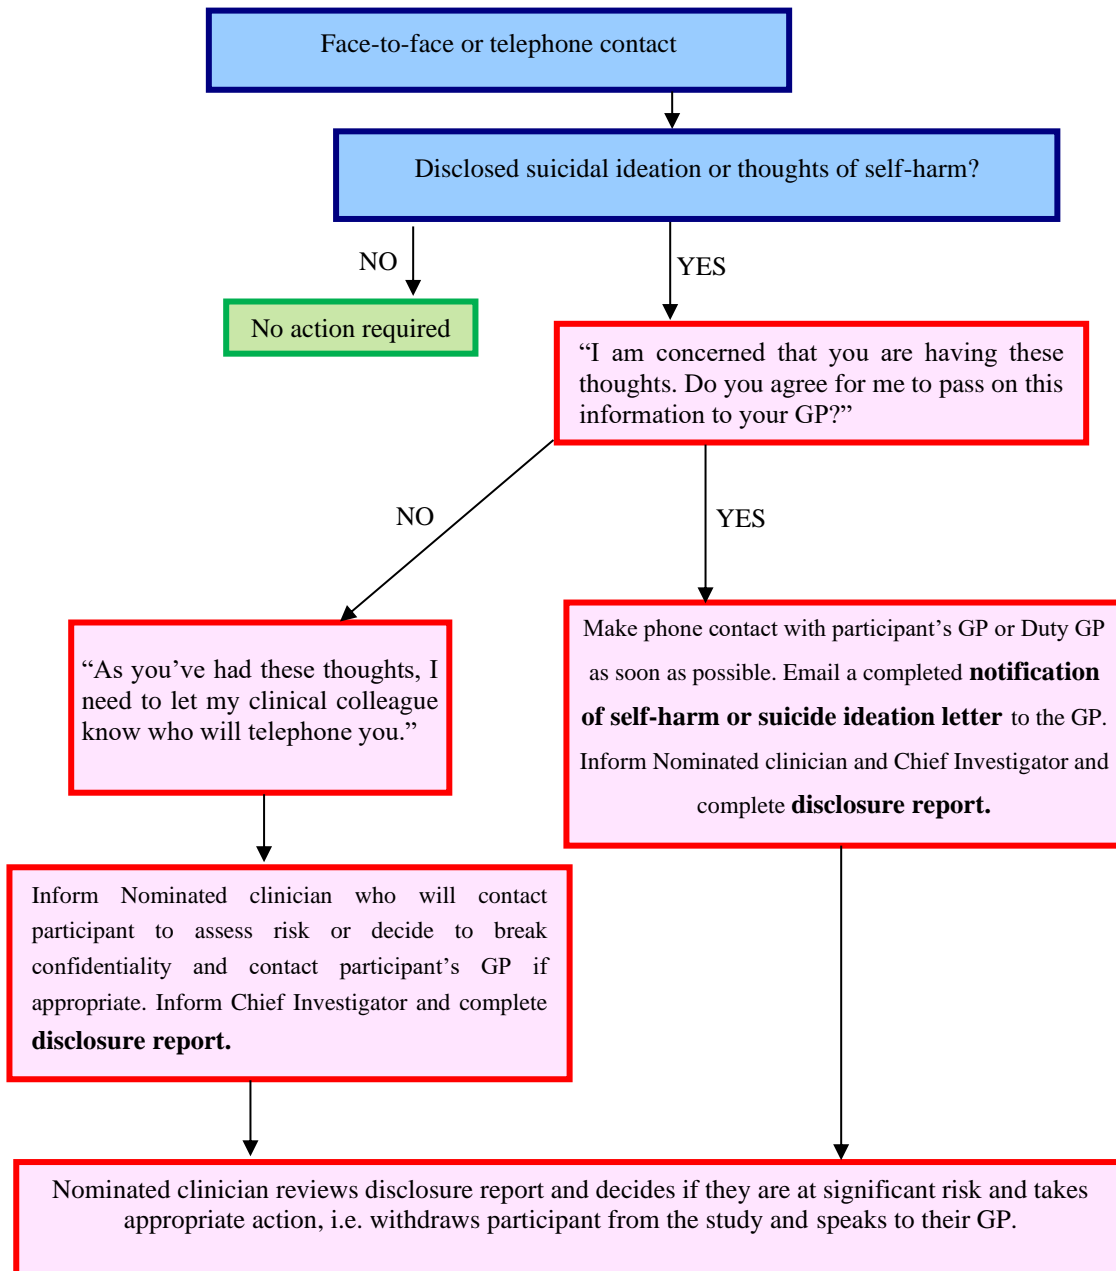 Face-to-face or telephone contact
Disclosed suicidal ideation or thoughts of self-harm?
NO
YES
No action required
“I am concerned that you are having these
thoughts. Do you agree for me to pass on this
information to your GP?”
NO
YES
“As you’ve had these thoughts, I
need to let my clinical colleague
know who will telephone you.”
Make phone contact with participant’s GP or Duty GP
as soon as possible. Email a completed notification
of self-harm or suicide ideation letter to the GP.
Inform Nominated clinician and Chief Investigator and
complete disclosure report.
Inform Nominated clinician who will contact
participant to assess risk or decide to break
confidentiality and contact participant’s GP if
appropriate. Inform Chief Investigator and complete
disclosure report.
Nominated clinician reviews disclosure report and decides if they are at significant risk and takes
appropriate action, i.e. withdraws participant from the study and speaks to their GP.